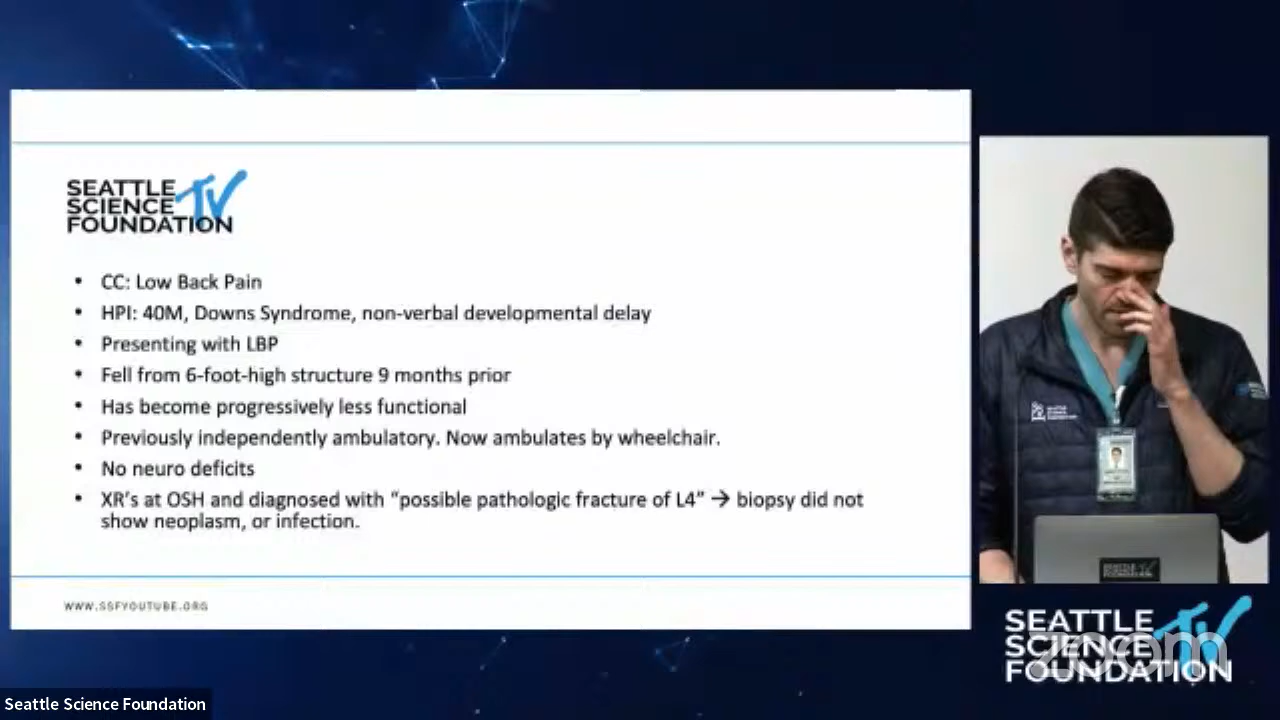 SEATTLE TV
SCIENCE
FOUNDATION
• CC: Low Back Pain
• HPI: 40M, Downs Syndrome, non-verbal developmental delay
• Presenting with LBP
• Fell from 6-foot-high structure 9 months prior
• Has become progressively less functional
• Previously independently ambulatory. Now ambulates by wheelchair.
• No neuro deficits
• XR's at OSH and diagnosed with “possible pathologic fracture of L4” → biopsy did not
show neoplasm, or infection.
WWW.SSFYOUTUBE.ORG
SEATTLE TV
SCIENCE
FOUNDATION
zoom
Seattle Science Foundation